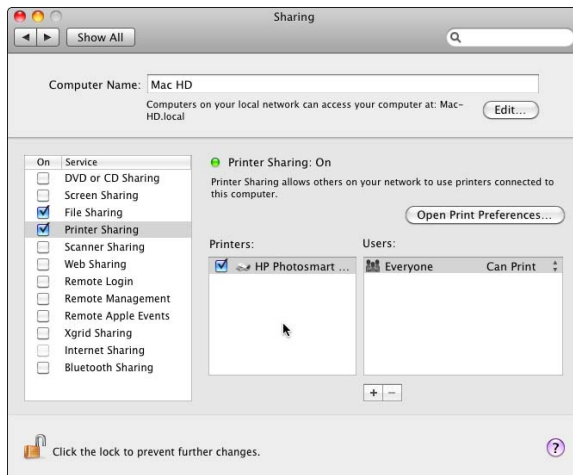 Sharing
Show All
Computer Name: Mac HD
Computers on your local network can access your computer at: Mac-
HD.local
Edit...
On Service
DVD or CD Sharing
Screen Sharing
File Sharing
Printer Sharing
Scanner Sharing
Web Sharing
Remote Login
Remote Management
Remote Apple Events
Xgrid Sharing
Internet Sharing
Bluetooth Sharing
Printer Sharing: On
Printer Sharing allows others on your network to use printers connected to
this computer.
Open Print Preferences...
Printers:
HP Photosmart ...
Users:
Everyone Can Print
+ −
Click the lock to prevent further changes.
?